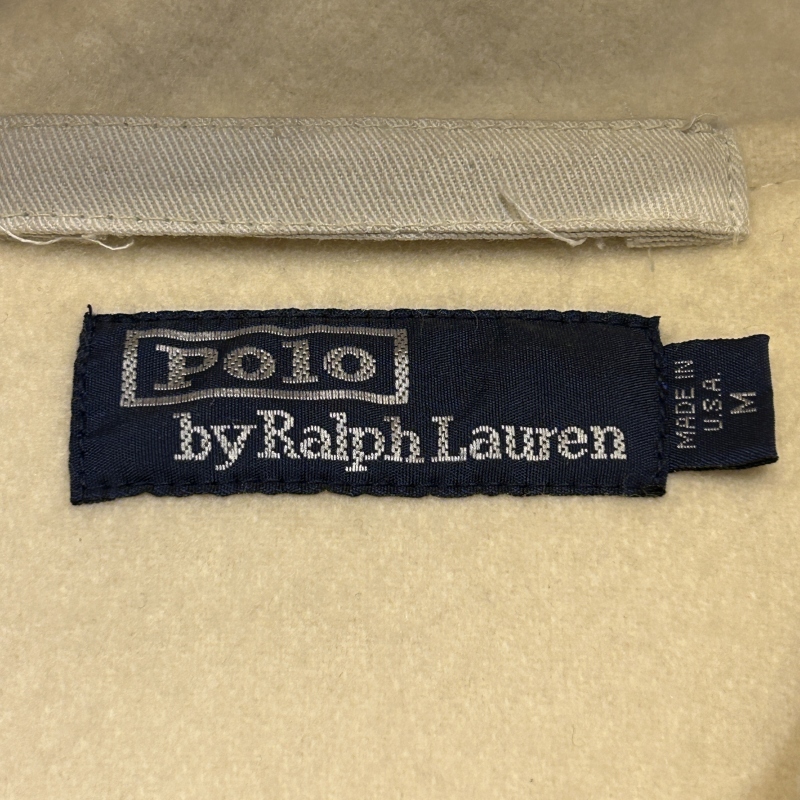 Polo
by Ralph Lauren
MADE IN
U.S.A.
M